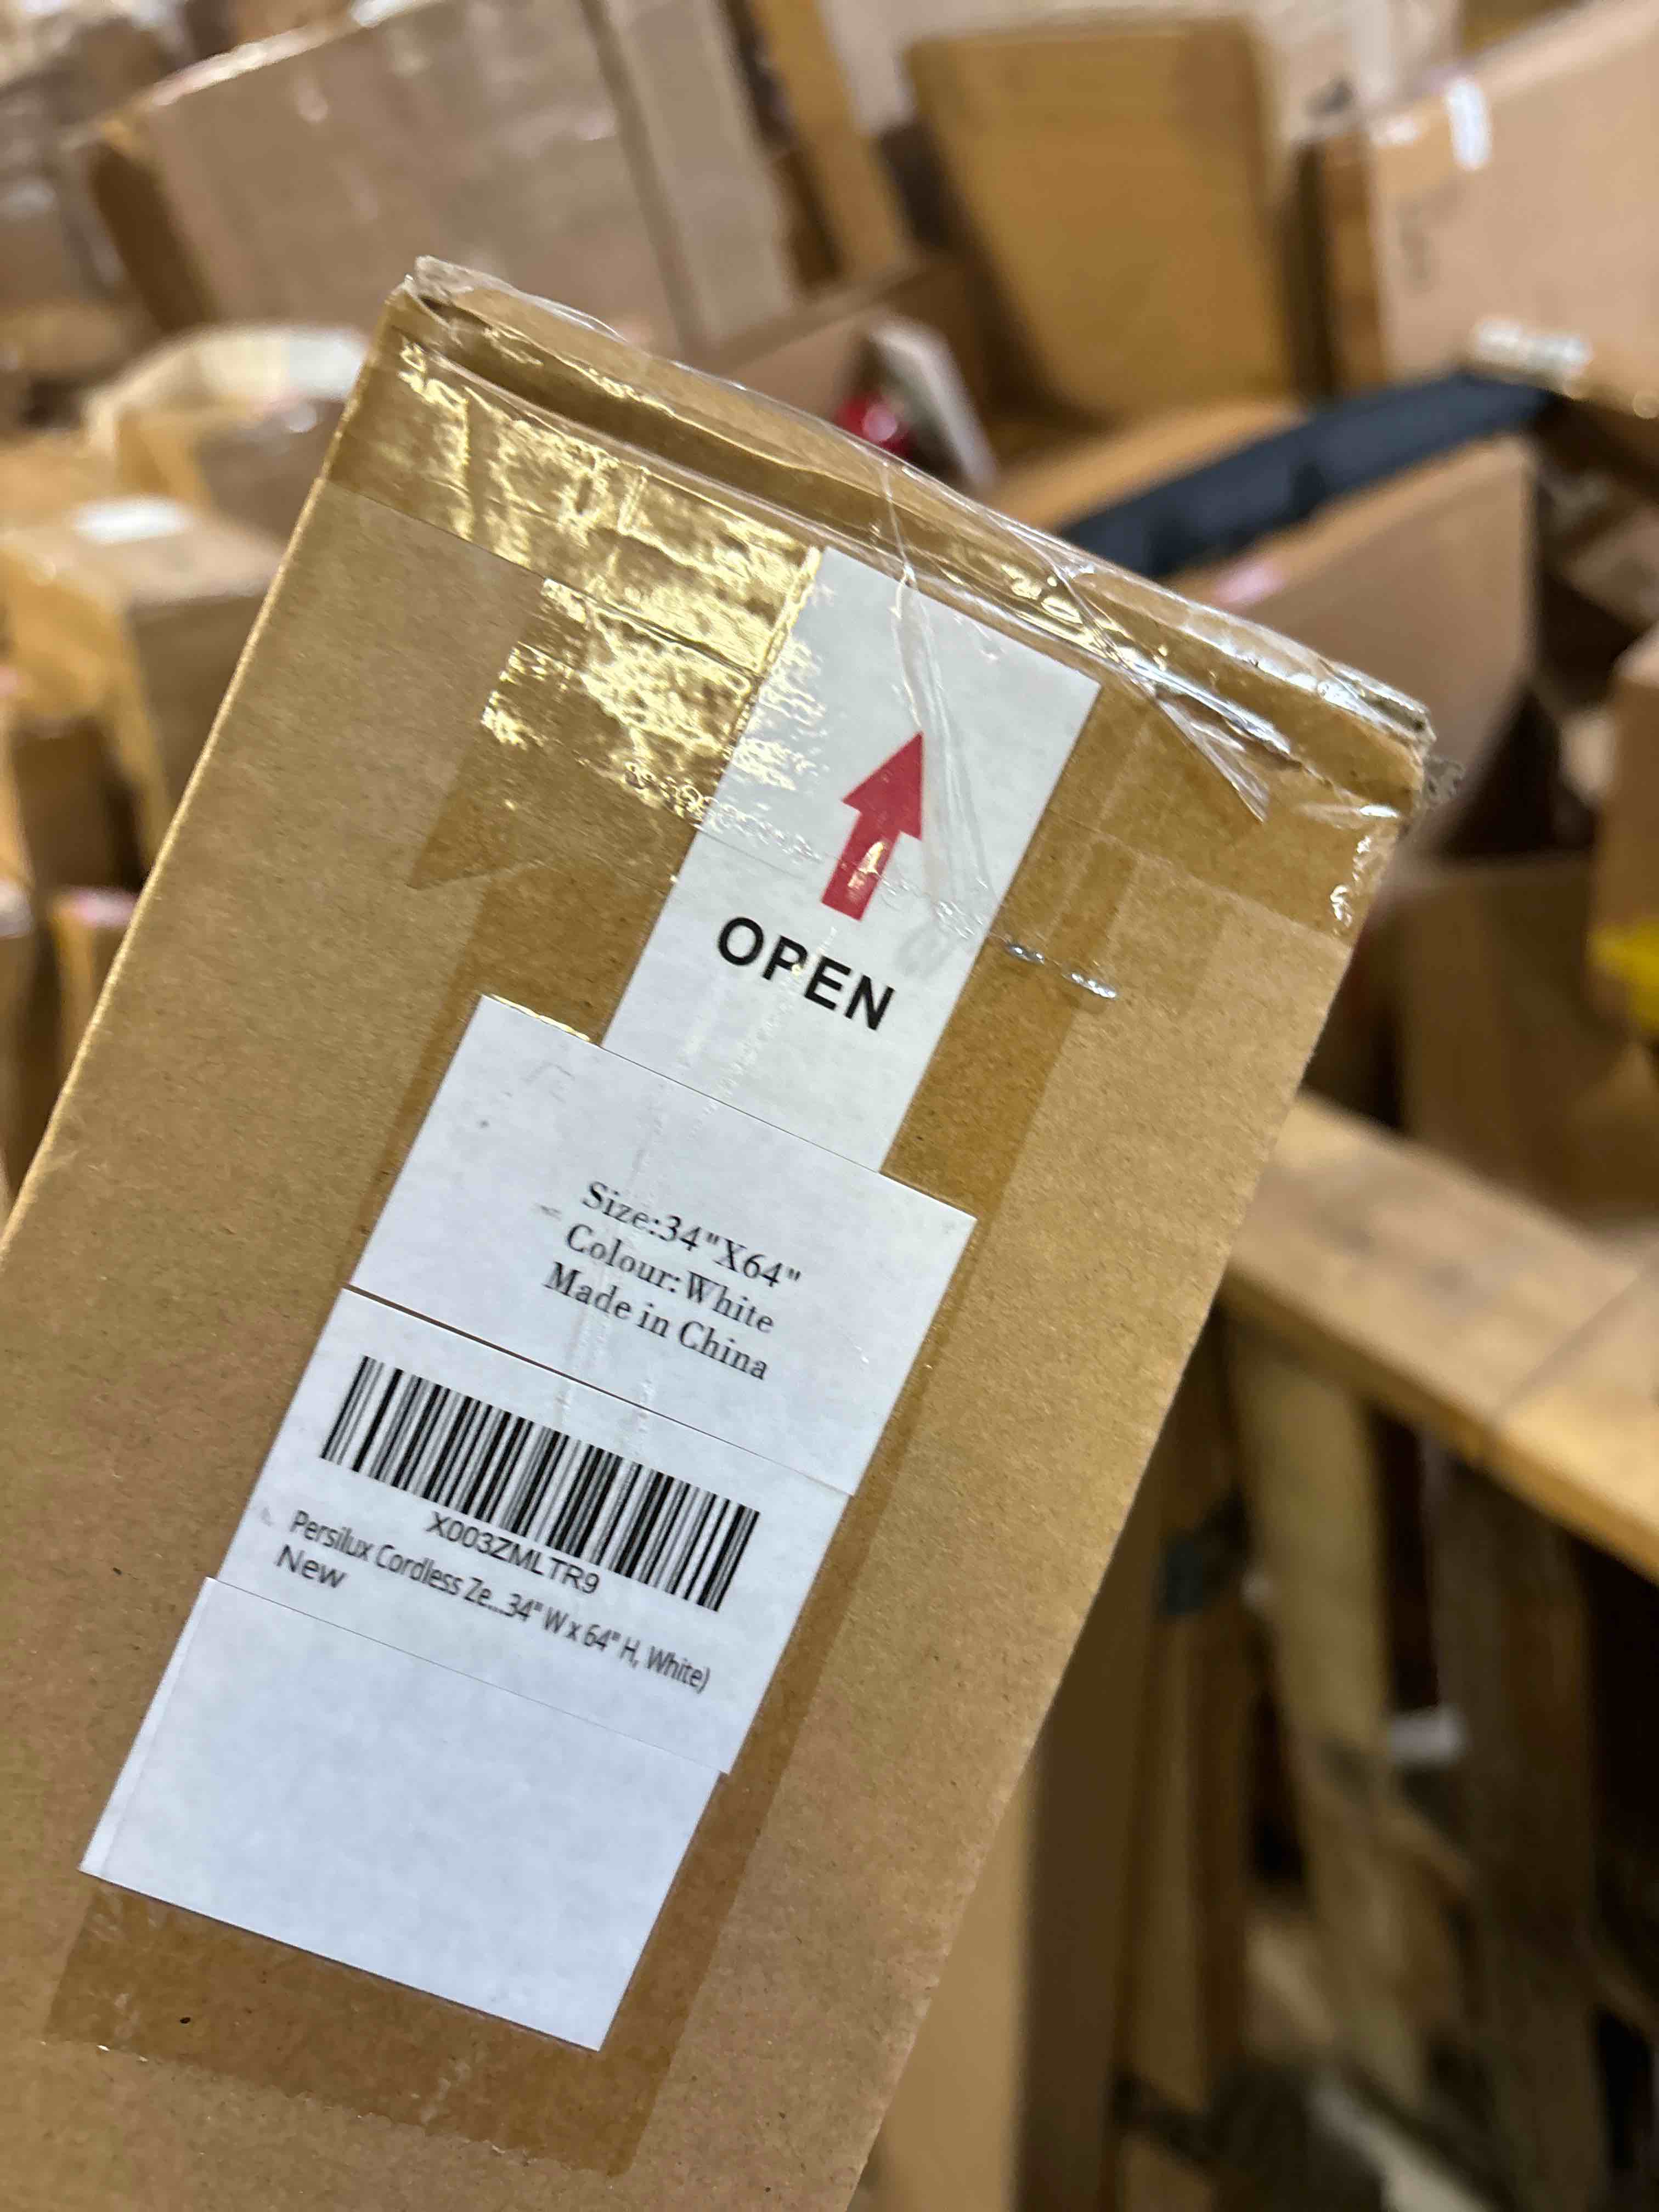 OPEN
Size:34"X64"
Colour:White
Made in China
X003ZMLTR9
Persilux Cordless Ze...34" W x 64" H, White)
New